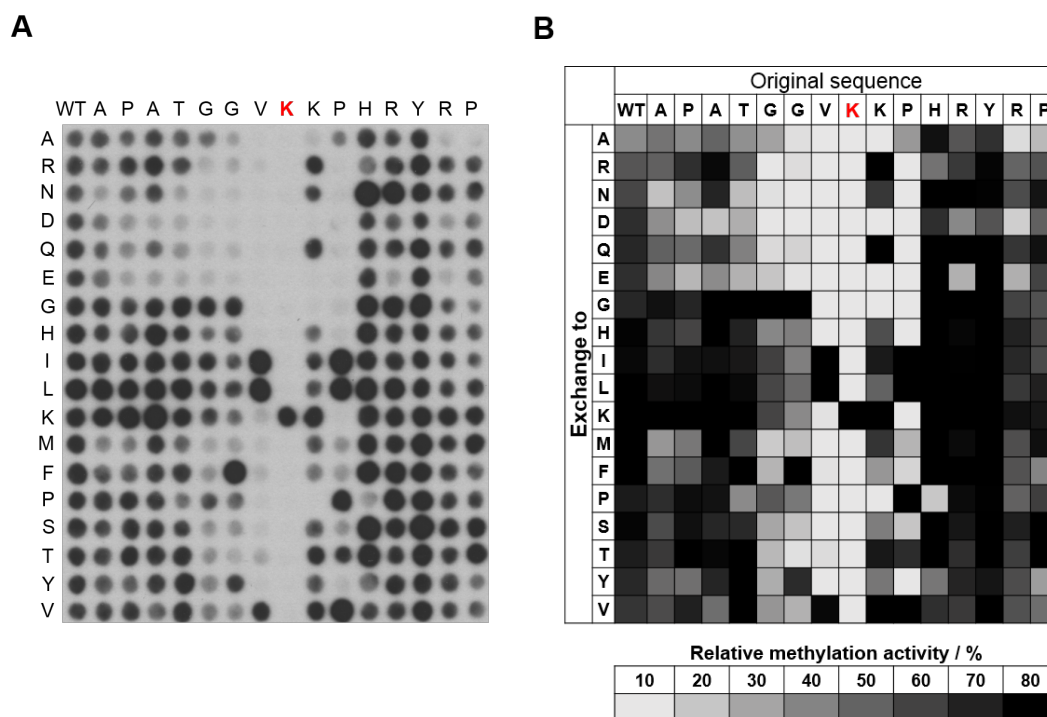 A
B
WT A P A T G G V K K P H R Y R P
A
R
N
D
Q
E
G
H
I
L
K
M
F
P
S
T
Y
V
Original sequence
WT A P A T G G V K K P H R Y R P
Exchange to
A
R
N
D
Q
E
G
H
I
L
K
M
F
P
S
T
Y
V
Relative methylation activity / %
10 20 30 40 50 60 70 80